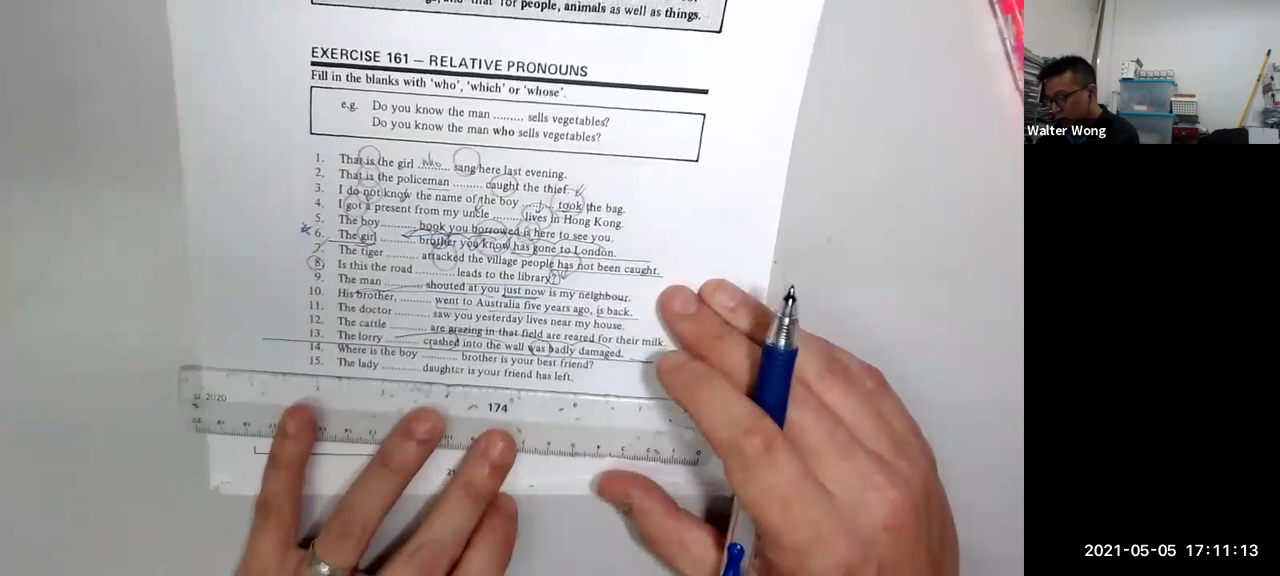 for people, animals as well as things.
EXERCISE 161 – RELATIVE PRONOUNS
Fill in the blanks with 'who', 'which' or 'whose'.
e.g. Do you know the man ......... sells vegetables?
Do you know the man who sells vegetables?
1. That is the girl who sang here last evening.
2. That is the policeman ......... caught the thief.
3. I do not know the name of the boy ......... took the bag.
4. I got a present from my uncle ......... lives in Hong Kong.
5. The boy .......... book you borrowed is here to see you.
6. The girl .......... brother you know has gone to London.
7. The tiger ......... attacked the village people has not been caught.
8. Is this the road ........... leads to the library?
9. The man .......... shouted at you just now is my neighbour.
10. His brother, ......... went to Australia five years ago, is back.
11. The doctor .......... saw you yesterday lives near my house.
12. The cattle .......... are grazing in that field are reared for their milk.
13. The lorry .......... crashed into the wall was badly damaged.
14. Where is the boy .......... brother is your best friend?
15. The lady .......... daughter is your friend has left.
174
2020
Walter Wong
2021-05-05 17:11:13